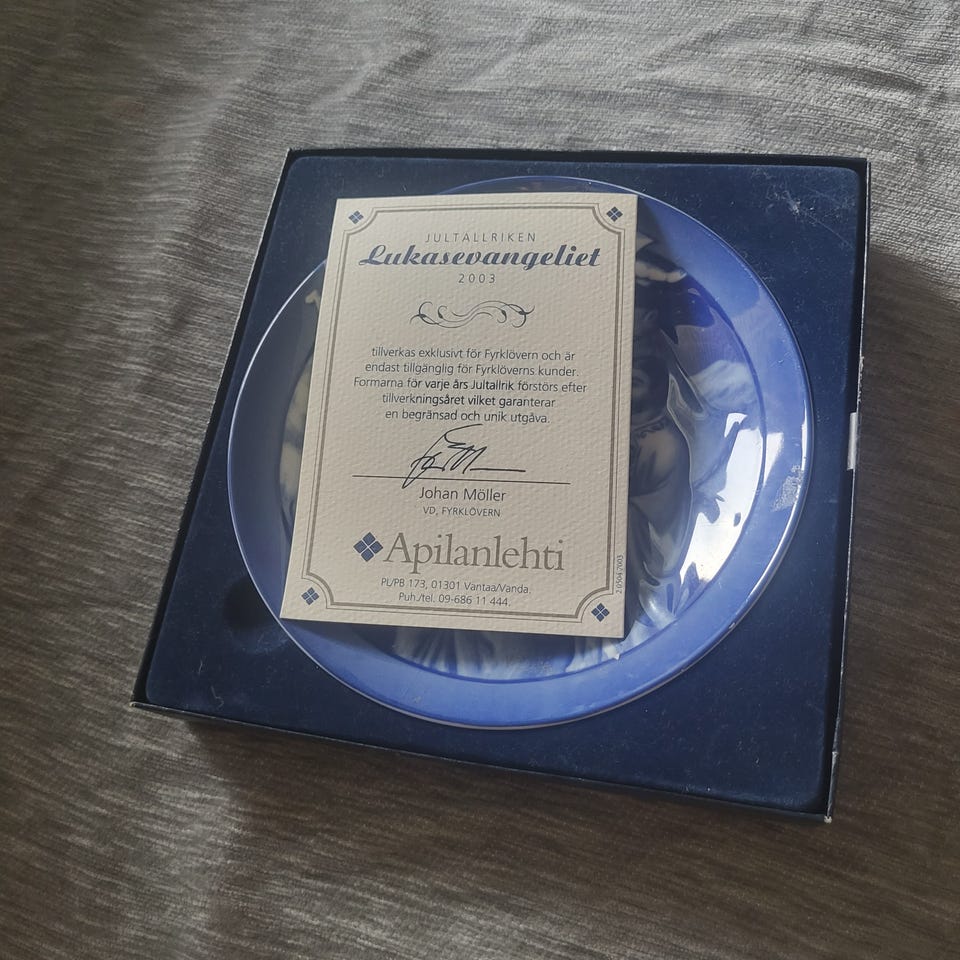 JULTALLRIKEN
Lukasevangeliet
2003
tillverkas exklusivt för Fyrklövern och är
endast tillgänglig för Fyrklöverns kunder.
Formarna för varje års Jultallrik förstörs efter
tillverkningsåret vilket garanterar
en begränsad och unik utgåva.
Johan Möller
VD, FYRKLÖVERN
Apilanlehti
PL/PB 173, 01301 Vantaa/Vanda.
Puh./tel. 09-686 11 444.